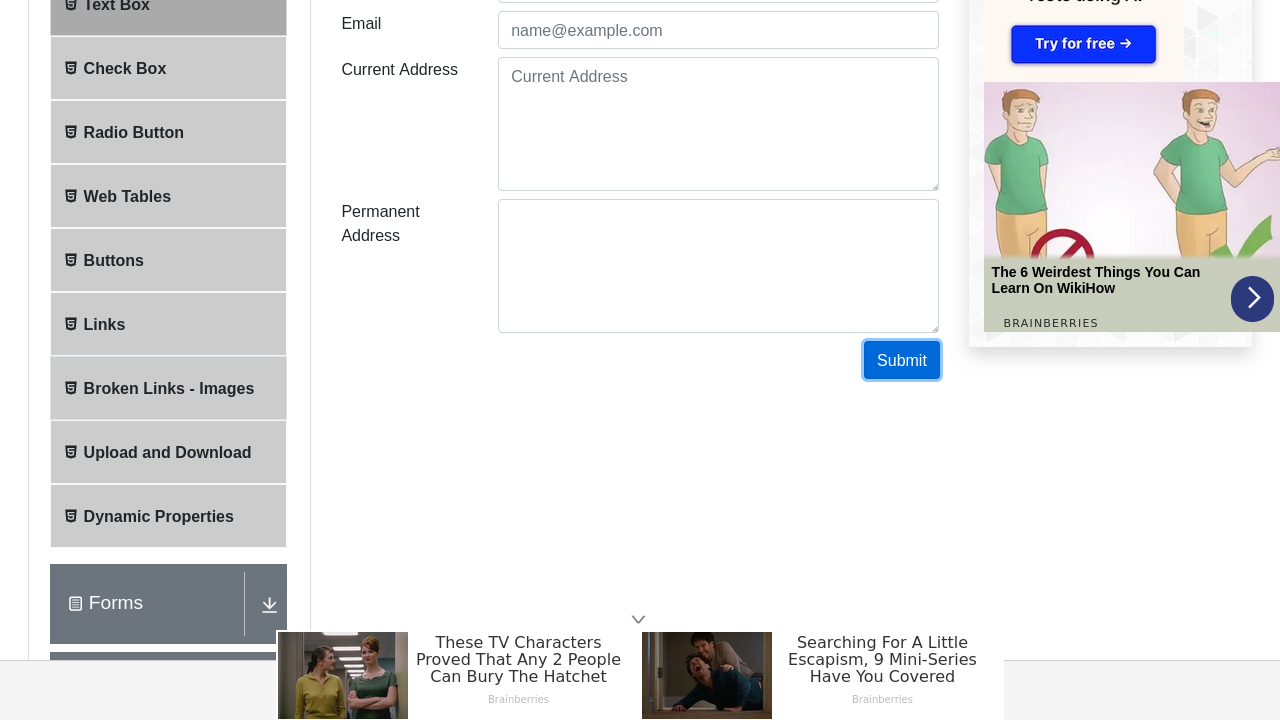 Text Box
Check Box
Radio Button
Web Tables
Buttons
Links
Broken Links - Images
Upload and Download
Dynamic Properties
Forms
Email
name@example.com
Current Address
Current Address
Permanent
Address
Submit
Try for free →
The 6 Weirdest Things You Can
Learn On WikiHow
BRAINBERRIES
These TV Characters
Proved That Any 2 People
Can Bury The Hatchet
Brainberries
Searching For A Little
Escapism, 9 Mini-Series
Have You Covered
Brainberries